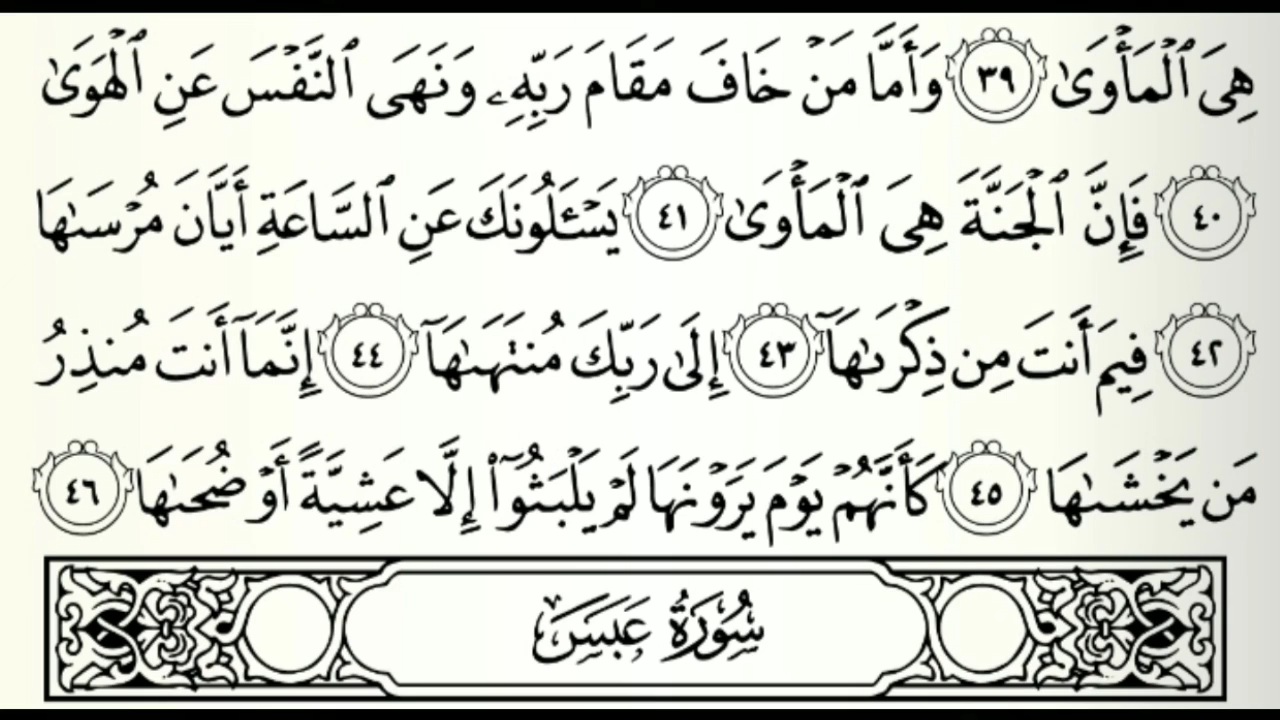 هِيَ ٱلْمَأْوَىٰ ٣٩ وَأَمَّا مَنْ خَافَ مَقَامَ رَبِّهِۦ وَنَهَى ٱلنَّفْسَ عَنِ ٱلْهَوَىٰ
٤٠ فَإِنَّ ٱلْجَنَّةَ هِيَ ٱلْمَأْوَىٰ ٤١ يَسْـَٔلُونَكَ عَنِ ٱلسَّاعَةِ أَيَّانَ مُرْسَىٰهَا
٤٢ فِيمَ أَنتَ مِن ذِكْرَىٰهَآ ٤٣ إِلَىٰ رَبِّكَ مُنتَهَىٰهَآ ٤٤ إِنَّمَآ أَنتَ مُنذِرُ
مَن يَخْشَىٰهَا ٤٥ كَأَنَّهُمْ يَوْمَ يَرَوْنَهَا لَمْ يَلْبَثُوٓا۟ إِلَّا عَشِيَّةً أَوْ ضُحَىٰهَا ٤٦
سُورَةُ عَبَسَ